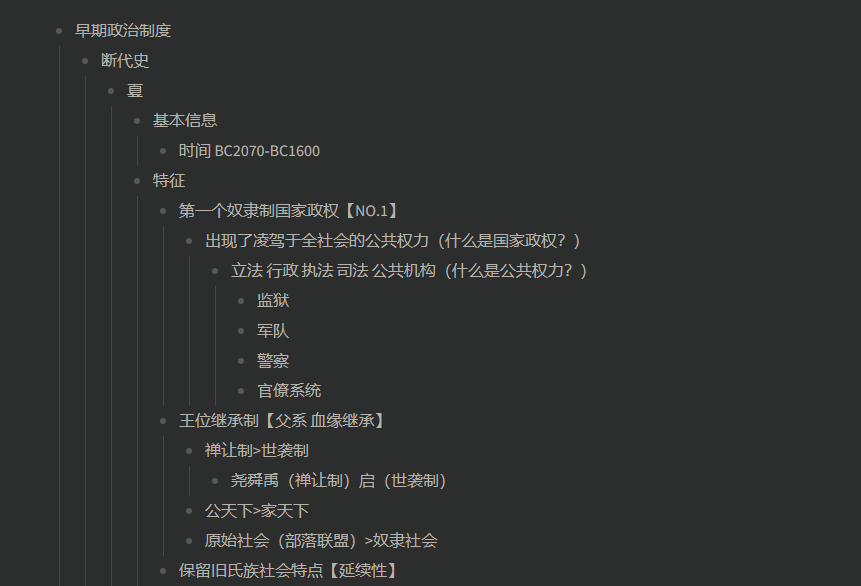 早期政治制度
断代史
夏
基本信息
时间 BC2070-BC1600
特征
第一个奴隶制国家政权【NO.1】
出现了凌驾于全社会的公共权力（什么是国家政权？）
立法 行政 执法 司法 公共机构（什么是公共权力？）
监狱
军队
警察
官僚系统
王位继承制【父系 血缘继承】
禅让制>世袭制
尧舜禹（禅让制）启（世袭制）
公天下>家天下
原始社会（部落联盟）>奴隶社会
保留旧氏族社会特点【延续性】